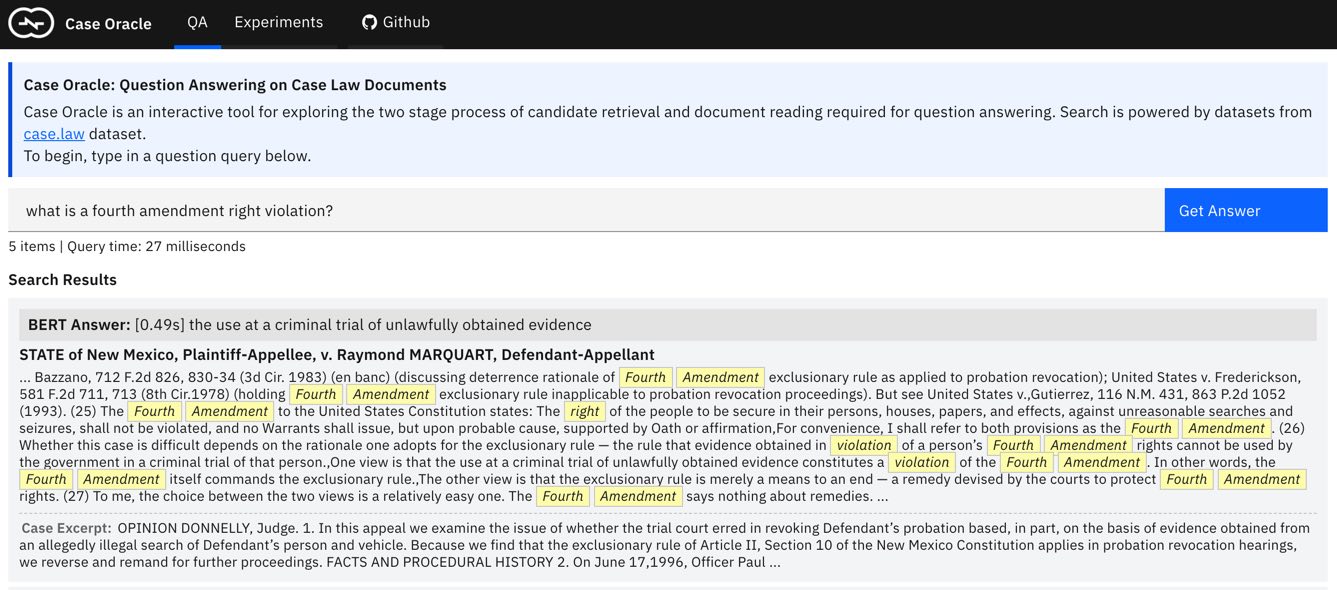 Case Oracle QA Experiments Github
Case Oracle: Question Answering on Case Law Documents
Case Oracle is an interactive tool for exploring the two stage process of candidate retrieval and document reading required for question answering. Search is powered by datasets from
case.law dataset.
To begin, type in a question query below.
what is a fourth amendment right violation? Get Answer
5 items | Query time: 27 milliseconds
Search Results
BERT Answer: [0.49s] the use at a criminal trial of unlawfully obtained evidence
STATE of New Mexico, Plaintiff-Appellee, v. Raymond MARQUART, Defendant-Appellant
... Bazzano, 712 F.2d 826, 830-34 (3d Cir. 1983) (en banc) (discussing deterrence rationale of Fourth Amendment exclusionary rule as applied to probation revocation); United States v. Frederickson,
581 F.2d 711, 713 (8th Cir.1978) (holding Fourth Amendment exclusionary rule inapplicable to probation revocation proceedings). But see United States v.,Gutierrez, 116 N.M. 431, 863 P.2d 1052
(1993). (25) The Fourth Amendment to the United States Constitution states: The right of the people to be secure in their persons, houses, papers, and effects, against unreasonable searches and
seizures, shall not be violated, and no Warrants shall issue, but upon probable cause, supported by Oath or affirmation,For convenience, I shall refer to both provisions as the Fourth Amendment . (26)
Whether this case is difficult depends on the rationale one adopts for the exclusionary rule — the rule that evidence obtained in violation of a person's Fourth Amendment rights cannot be used by
the government in a criminal trial of that person.,One view is that the use at a criminal trial of unlawfully obtained evidence constitutes a violation of the Fourth Amendment . In other words, the
Fourth Amendment itself commands the exclusionary rule.,The other view is that the exclusionary rule is merely a means to an end — a remedy devised by the courts to protect Fourth Amendment
rights. (27) To me, the choice between the two views is a relatively easy one. The Fourth Amendment says nothing about remedies. ...
Case Excerpt: OPINION DONNELLY, Judge. 1. In this appeal we examine the issue of whether the trial court erred in revoking Defendant's probation based, in part, on the basis of evidence obtained from
an allegedly illegal search of Defendant's person and vehicle. Because we find that the exclusionary rule of Article II, Section 10 of the New Mexico Constitution applies in probation revocation hearings,
we reverse and remand for further proceedings. FACTS AND PROCEDURAL HISTORY 2. On June 17,1996, Officer Paul ...